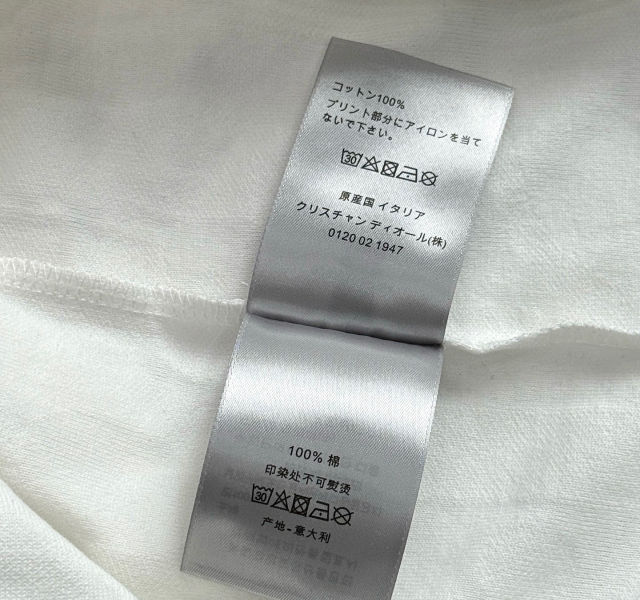 コットン100%
プリント部分にアイロンを当て
ないで下さい。
30
原産国 イタリア
クリスチャン ディオール(株)
0120 02 1947
100% 棉
印染处不可熨烫
30
产地-意大利